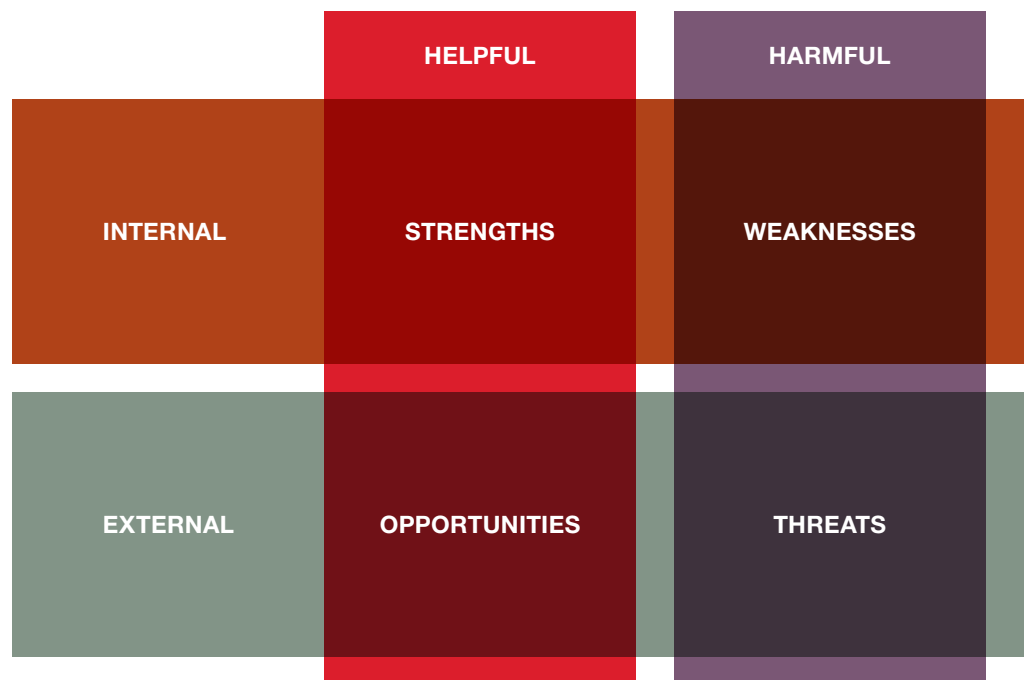 HELPFUL
HARMFUL
INTERNAL
STRENGTHS
WEAKNESSES
EXTERNAL
OPPORTUNITIES
THREATS